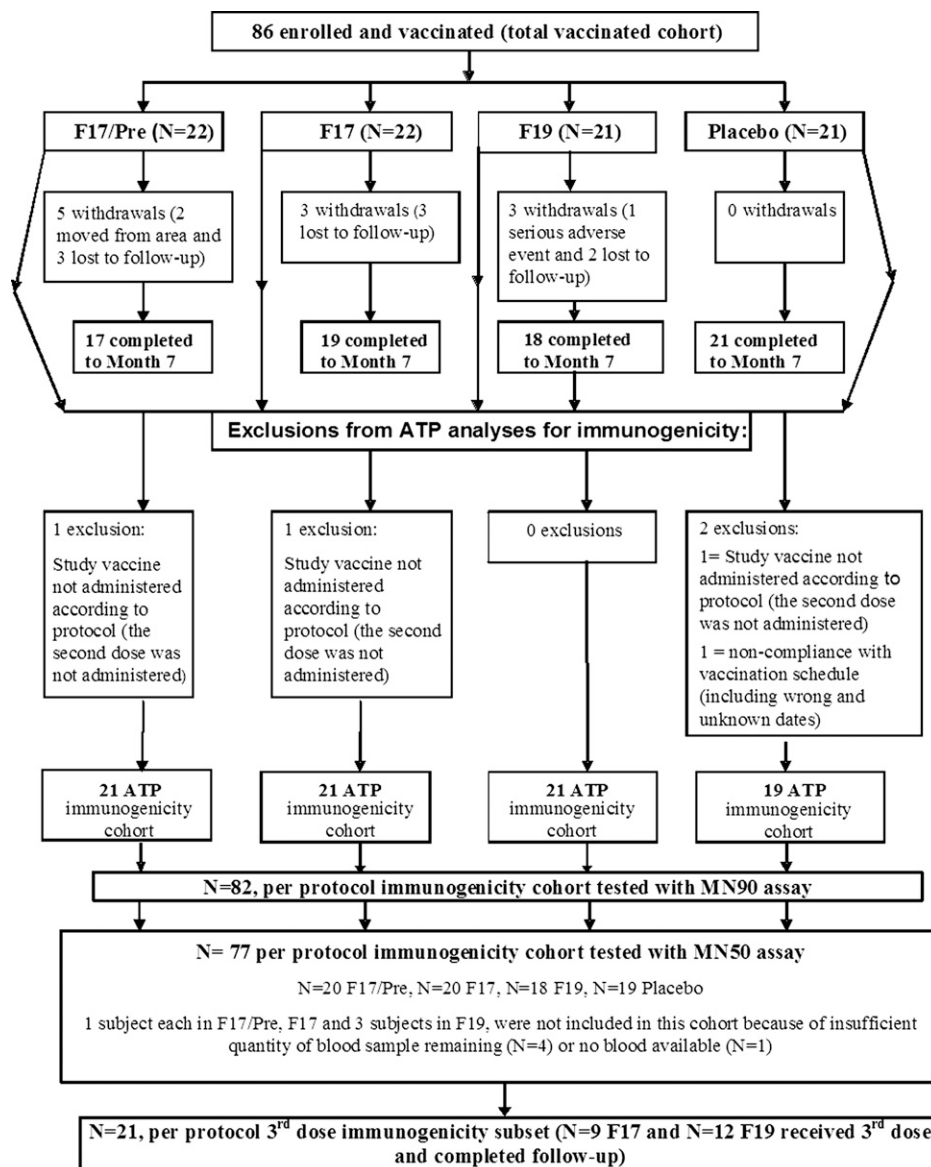 86 enrolled and vaccinated (total vaccinated cohort)
F17/Pre (N=22)
F17 (N=22)
F19 (N=21)
Placebo (N=21)
5 withdrawals (2
moved from area and
3 lost to follow-up)
3 withdrawals (3
lost to follow-up)
3 withdrawals (1
serious adverse
event and 2 lost to
follow-up)
0 withdrawals
17 completed
to Month 7
19 completed
to Month 7
18 completed
to Month 7
21 completed
to Month 7
Exclusions from ATP analyses for immunogenicity:
1 exclusion:
Study vaccine
not administered
according to
protocol (the
second dose was
not administered)
1 exclusion:
Study vaccine not
administered
according to
protocol (the
second dose was
not administered)
0 exclusions
2 exclusions:
1= Study vaccine not
administered according to
protocol (the second dose
was not administered)
1 = non-compliance with
vaccination schedule
(including wrong and
unknown dates)
21 ATP
immunogenicity
cohort
21 ATP
immunogenicity
cohort
21 ATP
immunogenicity
cohort
19 ATP
immunogenicity
cohort
N=82, per protocol immunogenicity cohort tested with MN90 assay
N= 77 per protocol immunogenicity cohort tested with MN50 assay
N=20 F17/Pre, N=20 F17, N=18 F19, N=19 Placebo
1 subject each in F17/Pre, F17 and 3 subjects in F19, were not included in this cohort because of insufficient
quantity of blood sample remaining (N=4) or no blood available (N=1)
N=21, per protocol 3rd dose immunogenicity subset (N=9 F17 and N=12 F19 received 3rd dose
and completed follow-up)